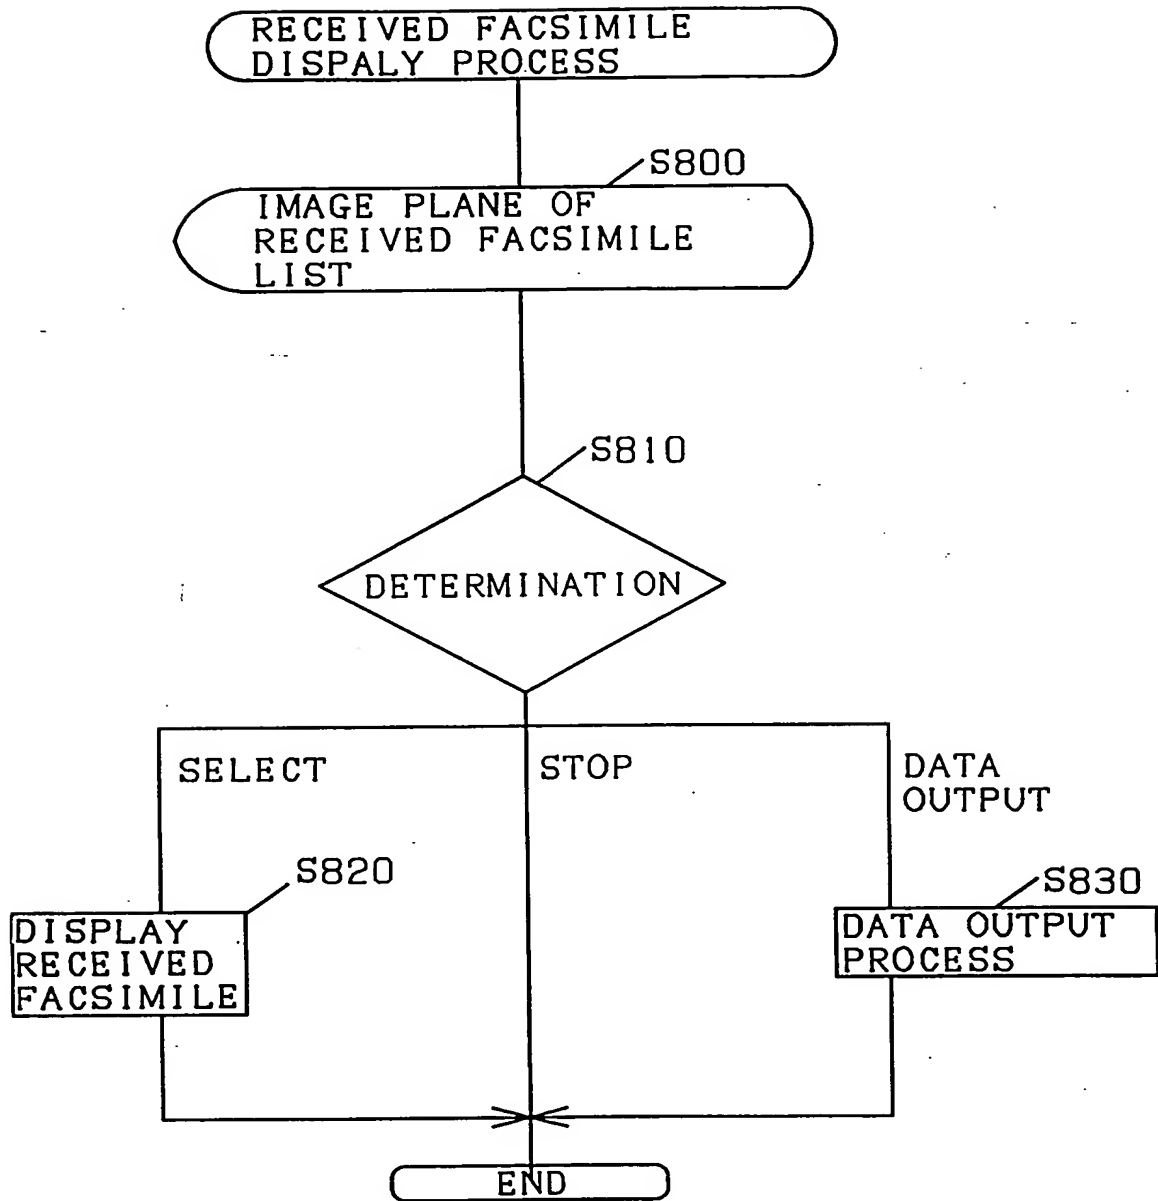 RECEIVED FACSIMILE
DISPALY PROCESS
S800
IMAGE PLANE OF
RECEIVED FACSIMILE
LIST
S810
DETERMINATION
SELECT
STOP
DATA
OUTPUT
S820
DISPLAY
RECEIVED
FACSIMILE
S830
DATA OUTPUT
PROCESS
END